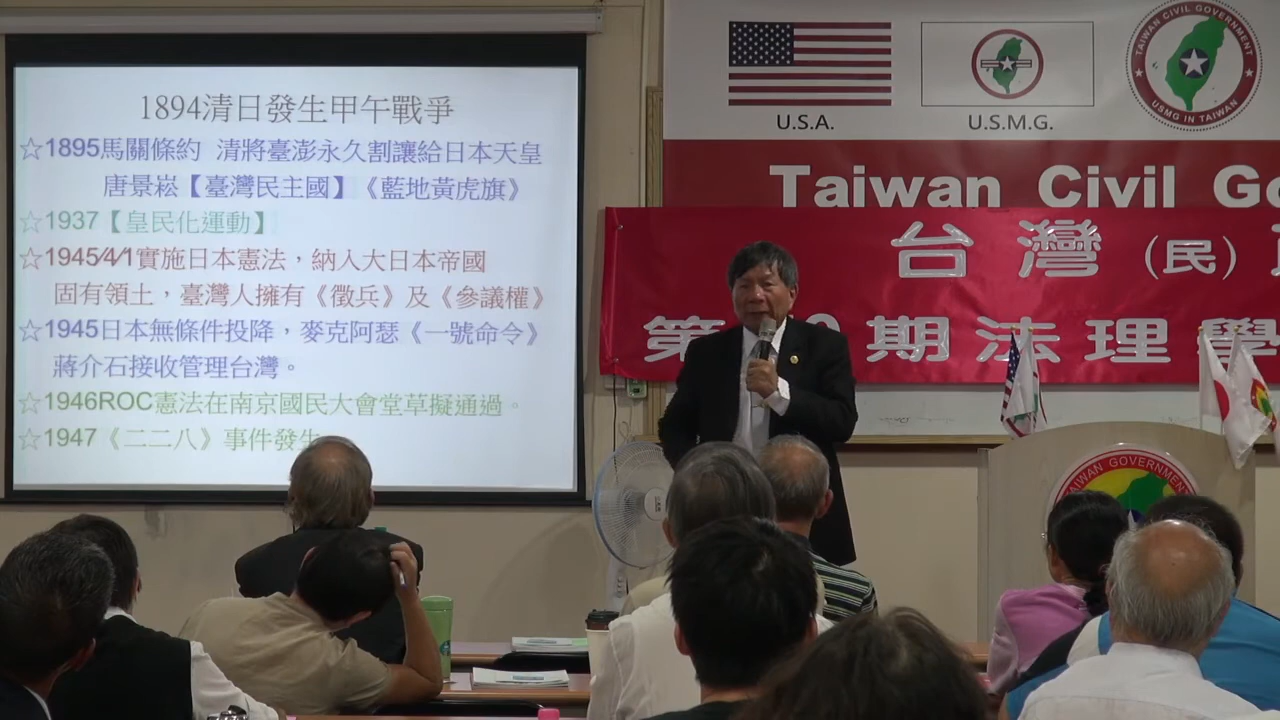 1894清日發生甲午戰爭
☆1895馬關條約 清將臺澎永久割讓給日本天皇
唐景崧【臺灣民主國】《藍地黃虎旗》
☆1937【皇民化運動】
☆1945/4/1實施日本憲法，納入大日本帝國
固有領土，臺灣人擁有《徵兵》及《參議權》
☆1945日本無條件投降，麥克阿瑟《一號命令》
蔣介石接收管理台灣。
☆1946ROC憲法在南京國民大會堂草擬通過。
☆1947《二二八》事件發生
U.S.A.
U.S.M.G.
TAIWAN CIVIL GOVERNMENT
USMG IN TAIWAN
Taiwan Civil Go
台灣(民)
第 期法理學
TAIWAN GOVERNMENT